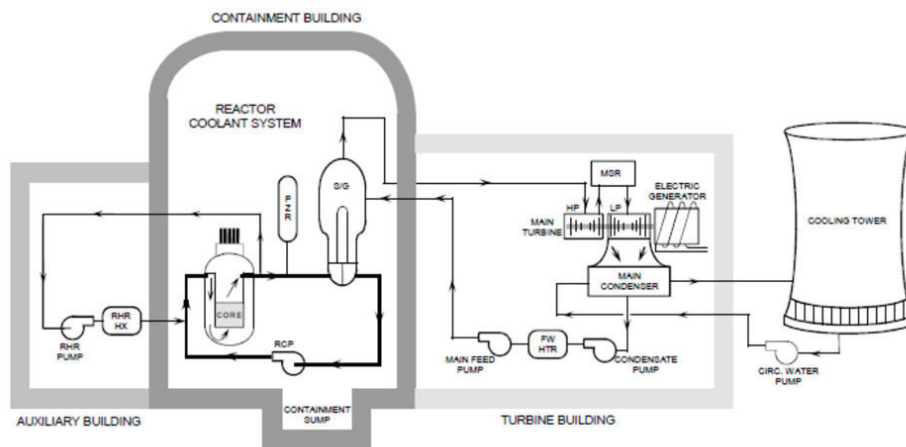 CONTAINMENT BUILDING
REACTOR
COOLANT SYSTEM
P
Z
R
S/G
MSR
ELECTRIC
GENERATOR
HP
LP
MAIN
TURBINE
COOLING TOWER
MAIN
CONDENSER
CORE
RHR
HX
RHR
PUMP
RCP
FW
HTR
MAIN FEED
PUMP
CONDENSATE
PUMP
CIRC. WATER
PUMP
CONTAINMENT
SUMP
AUXILIARY BUILDING
TURBINE BUILDING